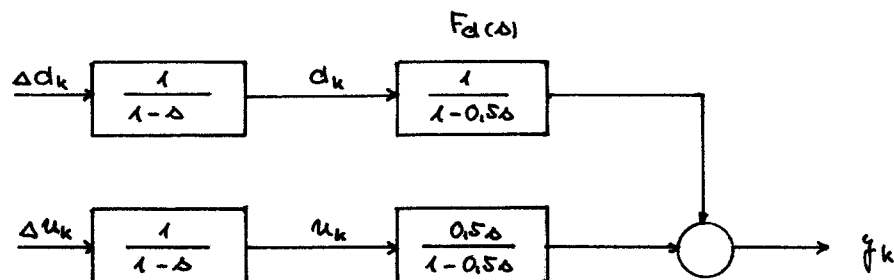 Fd(s)
Δdk
1
1-s
dk
1
1-0,5s
Δuk
1
1-s
uk
0,5s
1-0,5s
yk